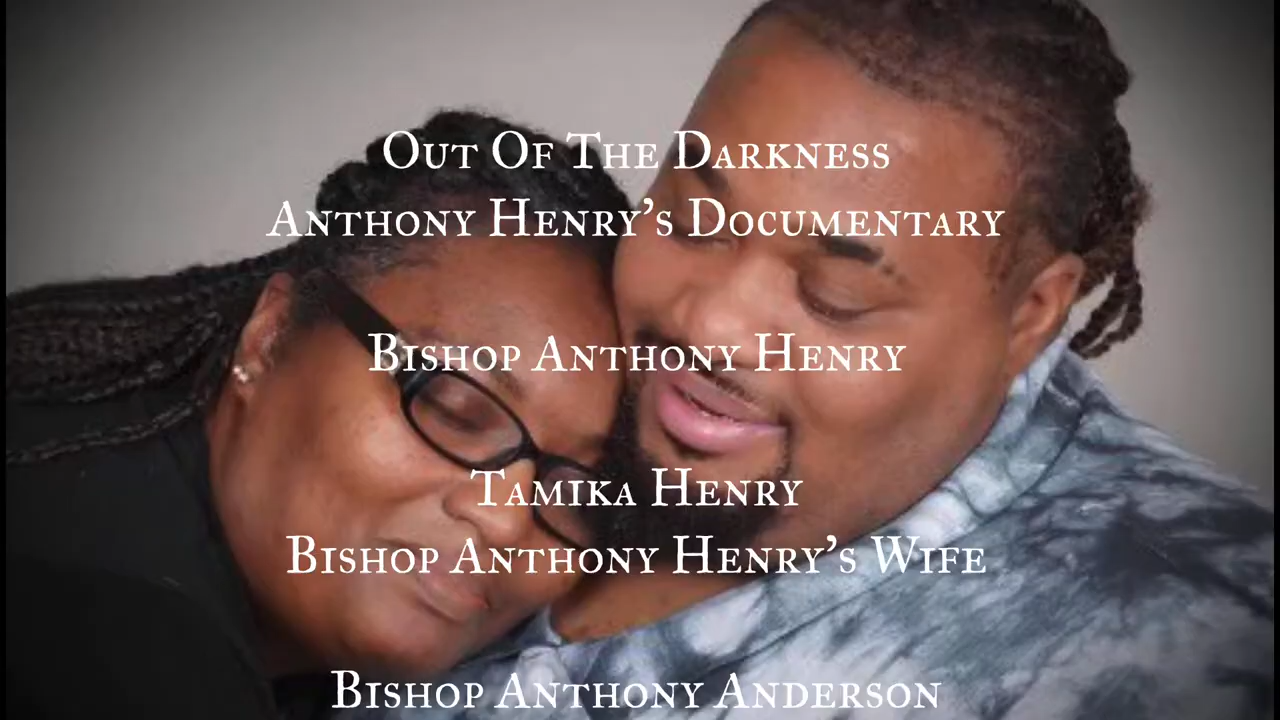 Out Of The Darkness
Anthony Henry's Documentary
Bishop Anthony Henry
Tamika Henry
Bishop Anthony Henry's Wife
Bishop Anthony Anderson